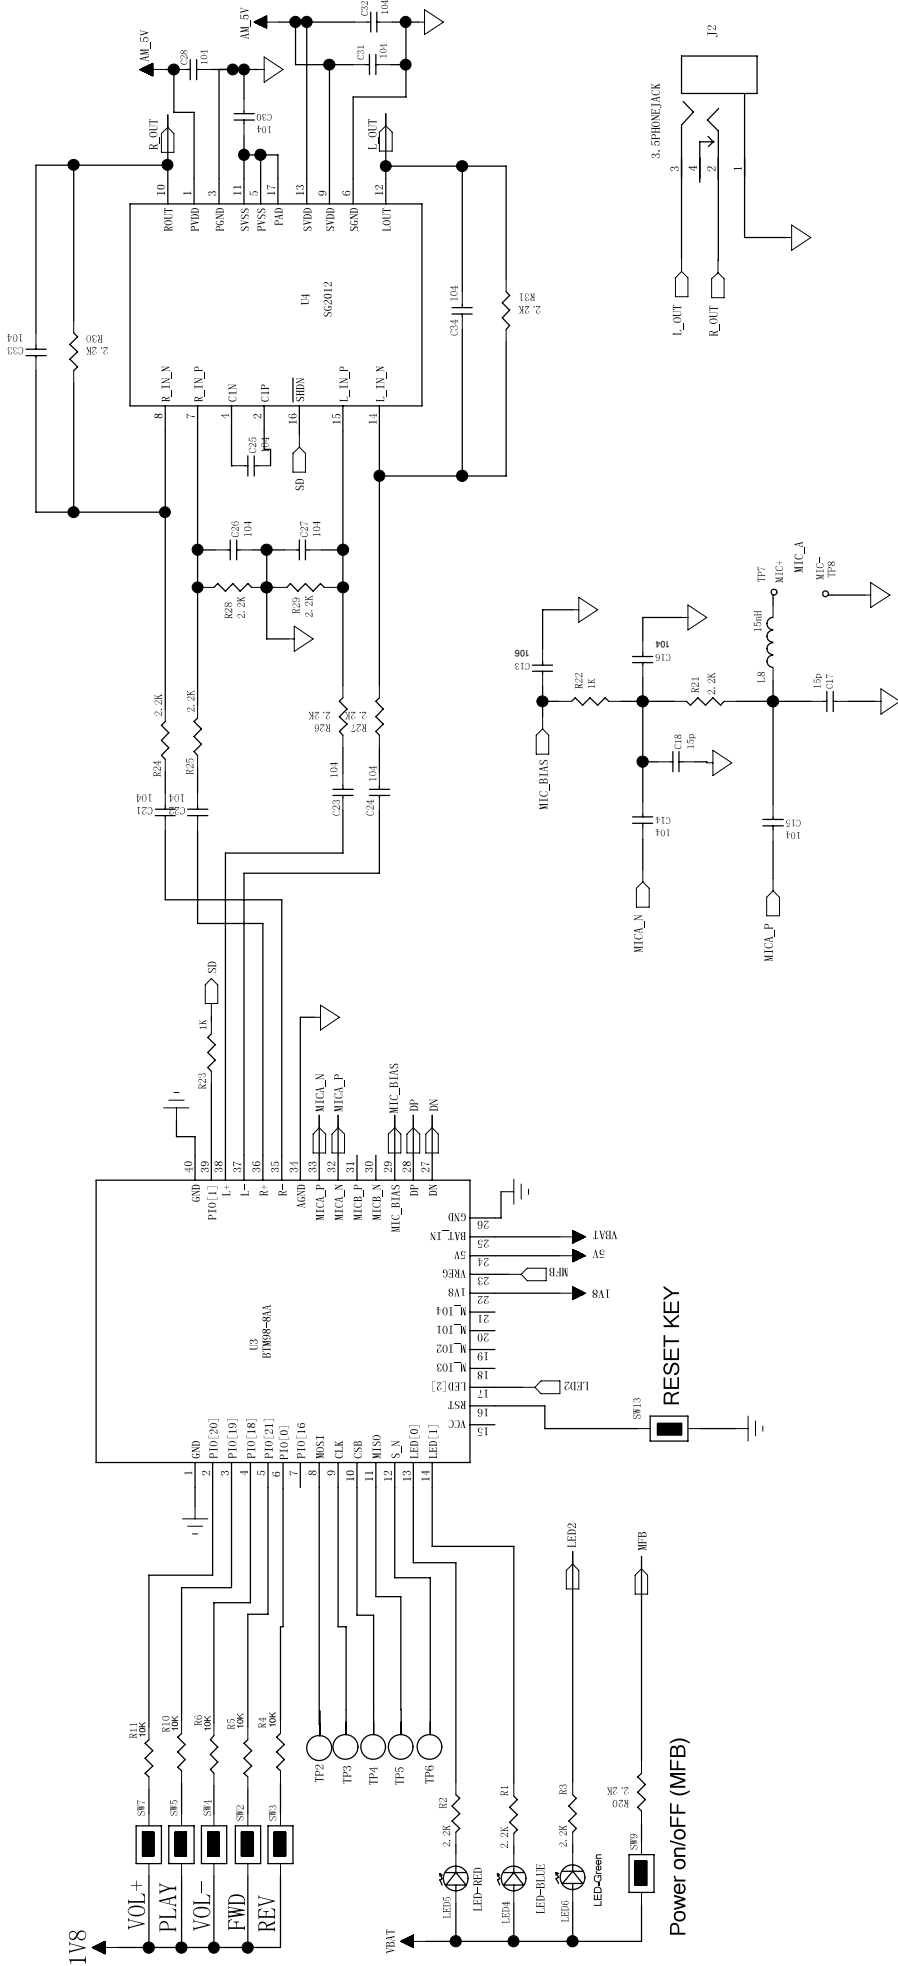 AM_5V
C28
104
AM_5V
C32
104
C31
104
C30
104
R_OUT
L_OUT
10
1
3
11
5
17
13
9
6
12
ROUT
PVDD
PGND
SVSS
PVSS
PAD
SVDD
SVDD
SGND
LOUT
U4
SG2012
R_IN_N
R_IN_P
C1N
C1P
SHDN
L_IN_P
L_IN_N
8
7
4
2
16
15
14
C33
104
R30
2.2K
C34
104
R31
2.2K
C25
104
SD
C26
104
C27
104
R28
2.2K
R29
2.2K
R24
2.2K
R25
2.2K
R26
2.2K
R27
2.2K
C21
104
104
C23
104
C24
104
J2
3.5PHONEJACK
3
4
2
1
L_OUT
R_OUT
MIC_BIAS
C13
106
R22
1K
C16
104
R21
2.2K
C18
15p
C14
104
MICA_N
C15
104
MICA_P
L8
15nH
C17
15p
TP7
MIC+
MIC_A
MIC-
TP8
SD
R23
1K
40
39
38
37
36
35
34
33
32
31
30
29
28
27
GND
PIO[1]
L+
L-
R+
R-
AGND
MICA_P
MICA_N
MICB_P
MICB_N
MIC_BIAS
DP
DN
MICA_N
MICA_P
MIC_BIAS
DP
DN
U3
BTM98-8AA
GND
BAT_IN
5V
VREG
1V8
M_IO4
M_IO1
M_IO2
M_IO3
LED[2]
RST
VCC
26
25
24
23
22
21
20
19
18
17
16
15
VBAT
5V
MFB
1V8
LED2
SW13
RESET KEY
GND
PIO[20]
PIO[19]
PIO[18]
PIO[21]
PIO[0]
PIO[16
MOSI
CLK
CSB
MISO
S_N
LED[0]
LED[1]
1
2
3
4
5
6
7
8
9
10
11
12
13
14
R11
10K
R10
10K
R6
10K
R5
10K
R4
10K
SW7
SW5
SW4
SW2
SW3
VOL+
PLAY
VOL-
FWD
REV
1V8
TP2
TP3
TP4
TP5
TP6
R2
2.2K
R1
2.2K
R3
2.2K
R20
2.2K
LED5
LED-RED
LED4
LED-BLUE
LED6
LED-Green
LED2
MFB
SW9
VBAT
Power on/oFF (MFB)